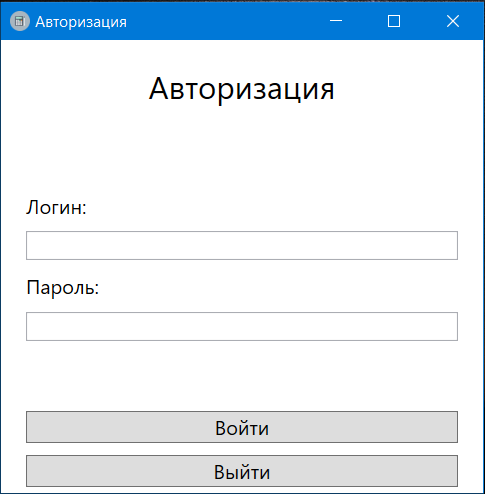 Авторизация
Авторизация
Логин:
Пароль:
Войти
Выйти